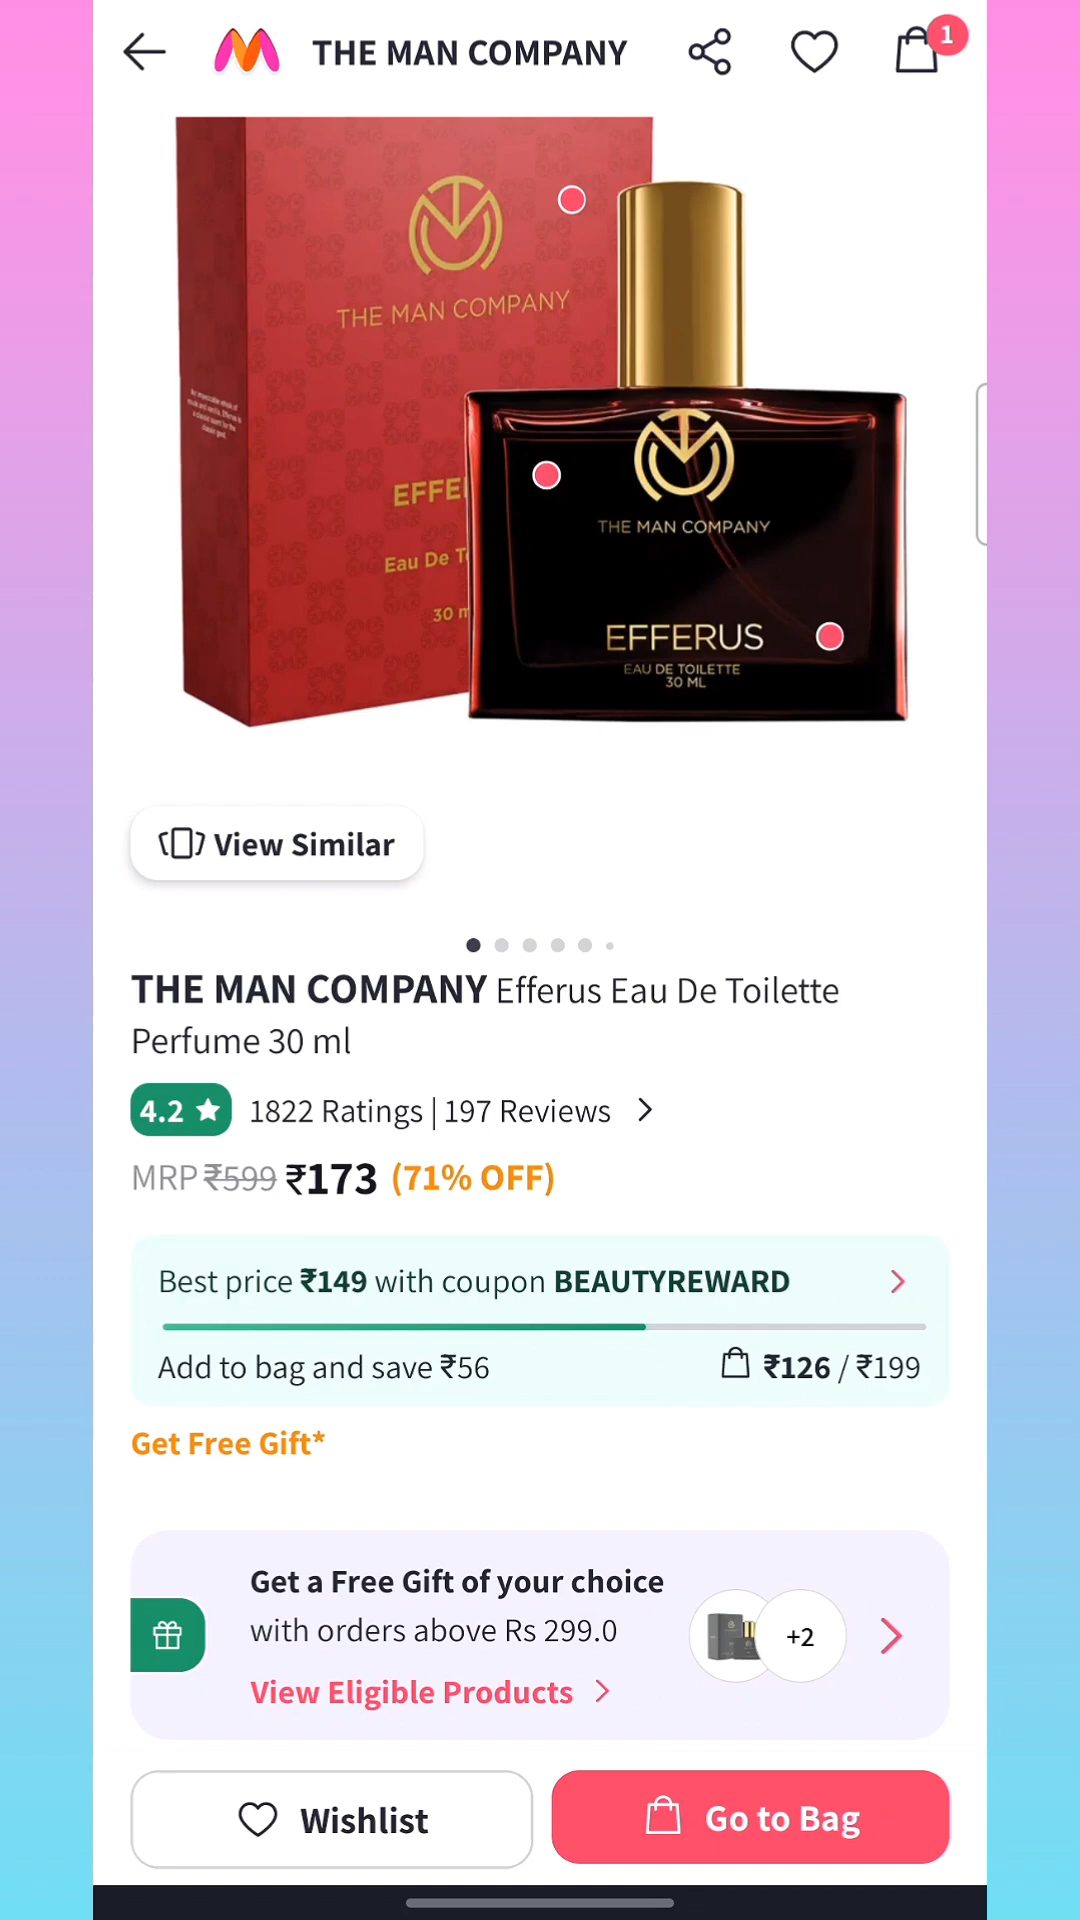 THE MAN COMPANY
1
THE MAN COMPANY
EFFE
Eau De T
30 m
THE MAN COMPANY
EFFERUS
EAU DE TOILETTE
30 ML
View Similar
THE MAN COMPANY Efferus Eau De Toilette
Perfume 30 ml
4.2 ★ 1822 Ratings | 197 Reviews >
MRP ₹599 ₹173 (71% OFF)
Best price ₹149 with coupon BEAUTYREWARD
Add to bag and save ₹56
₹126 / ₹199
Get Free Gift*
Get a Free Gift of your choice
with orders above Rs 299.0
+2
View Eligible Products >
Wishlist
Go to Bag